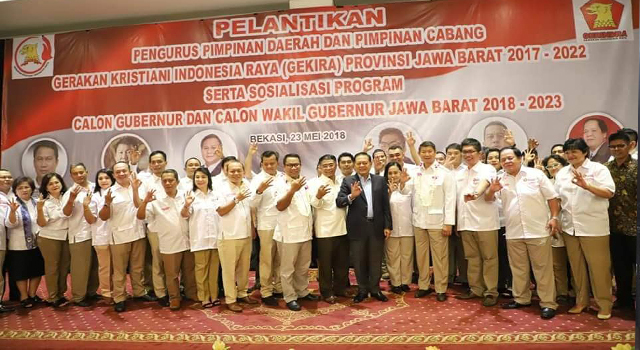 PELANTIKAN
PENGURUS PIMPINAN DAERAH DAN PIMPINAN CABANG
GERAKAN KRISTIANI INDONESIA RAYA (GEKIRA) PROVINSI JAWA BARAT 2017 - 2022
SERTA SOSIALISASI PROGRAM
CALON GUBERNUR DAN CALON WAKIL GUBERNUR JAWA BARAT 2018 - 2023
BEKASI, 23 MEI 2018
GERINDRA